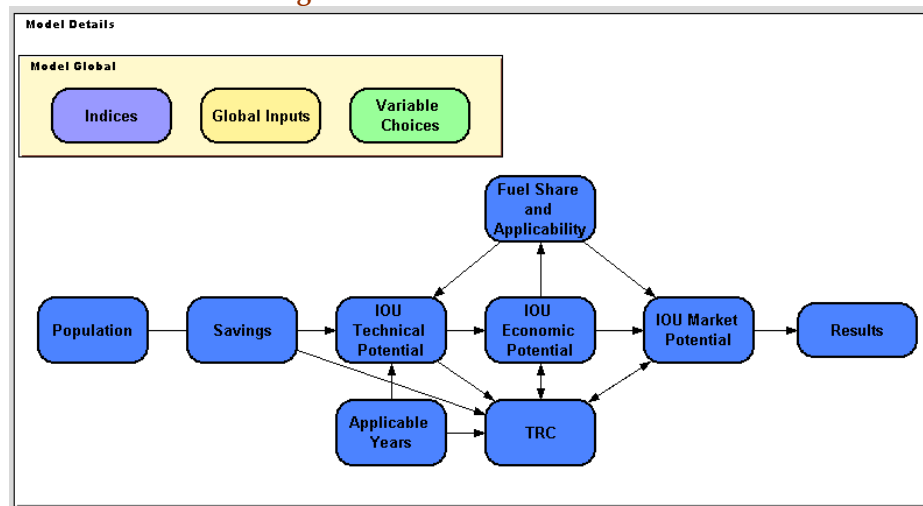 Model Details
Model Global
Indices
Global Inputs
Variable
Choices
Fuel Share
and
Applicability
Population
Savings
IOU
Technical
Potential
IOU
Economic
Potential
IOU Market
Potential
Results
Applicable
Years
TRC